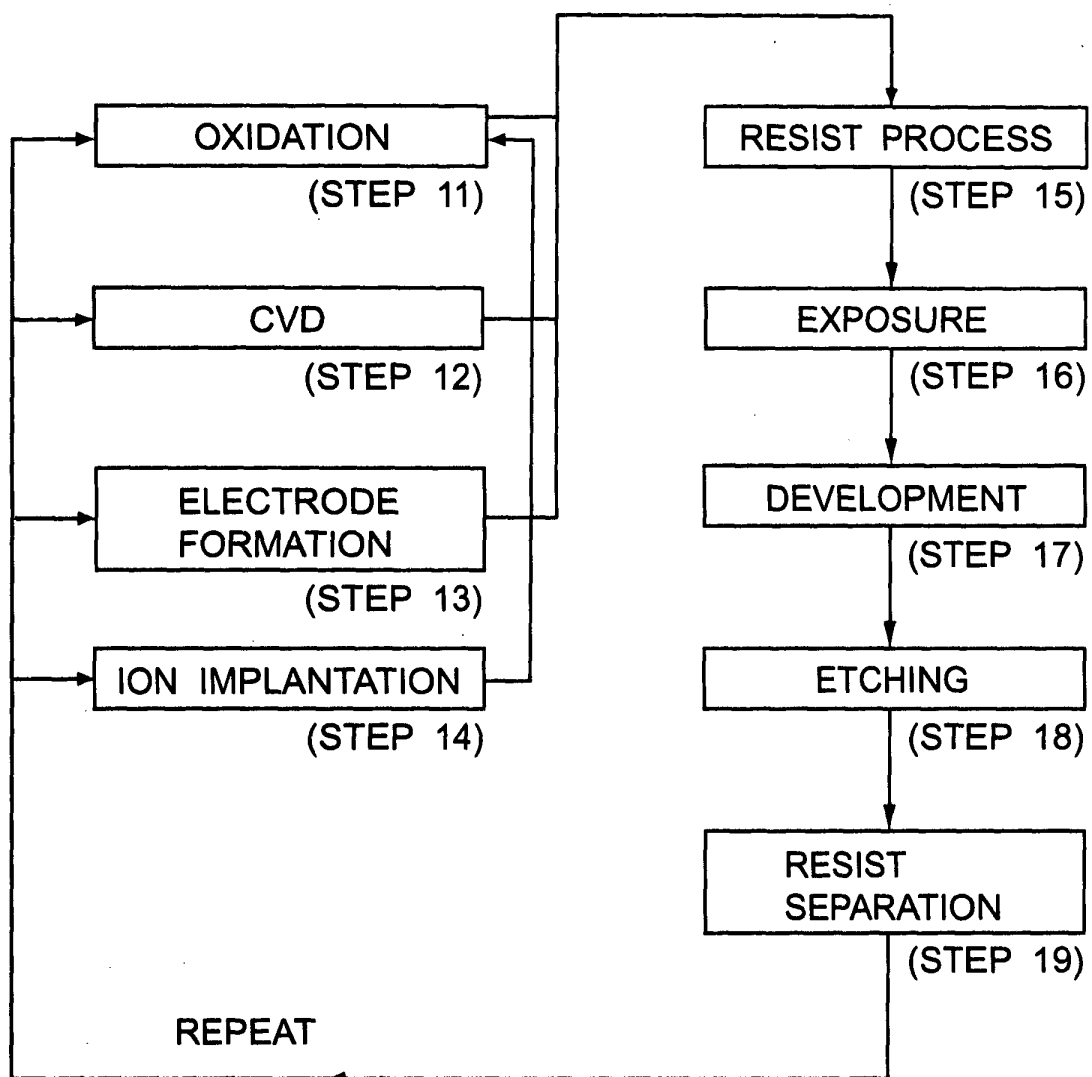 OXIDATION
(STEP 11)
CVD
(STEP 12)
ELECTRODE
FORMATION
(STEP 13)
ION IMPLANTATION
(STEP 14)
RESIST PROCESS
(STEP 15)
EXPOSURE
(STEP 16)
DEVELOPMENT
(STEP 17)
ETCHING
(STEP 18)
RESIST
SEPARATION
(STEP 19)
REPEAT